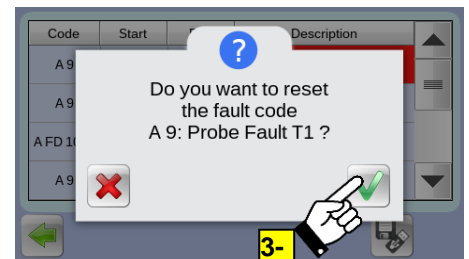 Code Start Description
A 9
Do you want to reset
the fault code
A 9: Probe Fault T1 ?
A 9
A FD 10
A 9
3-